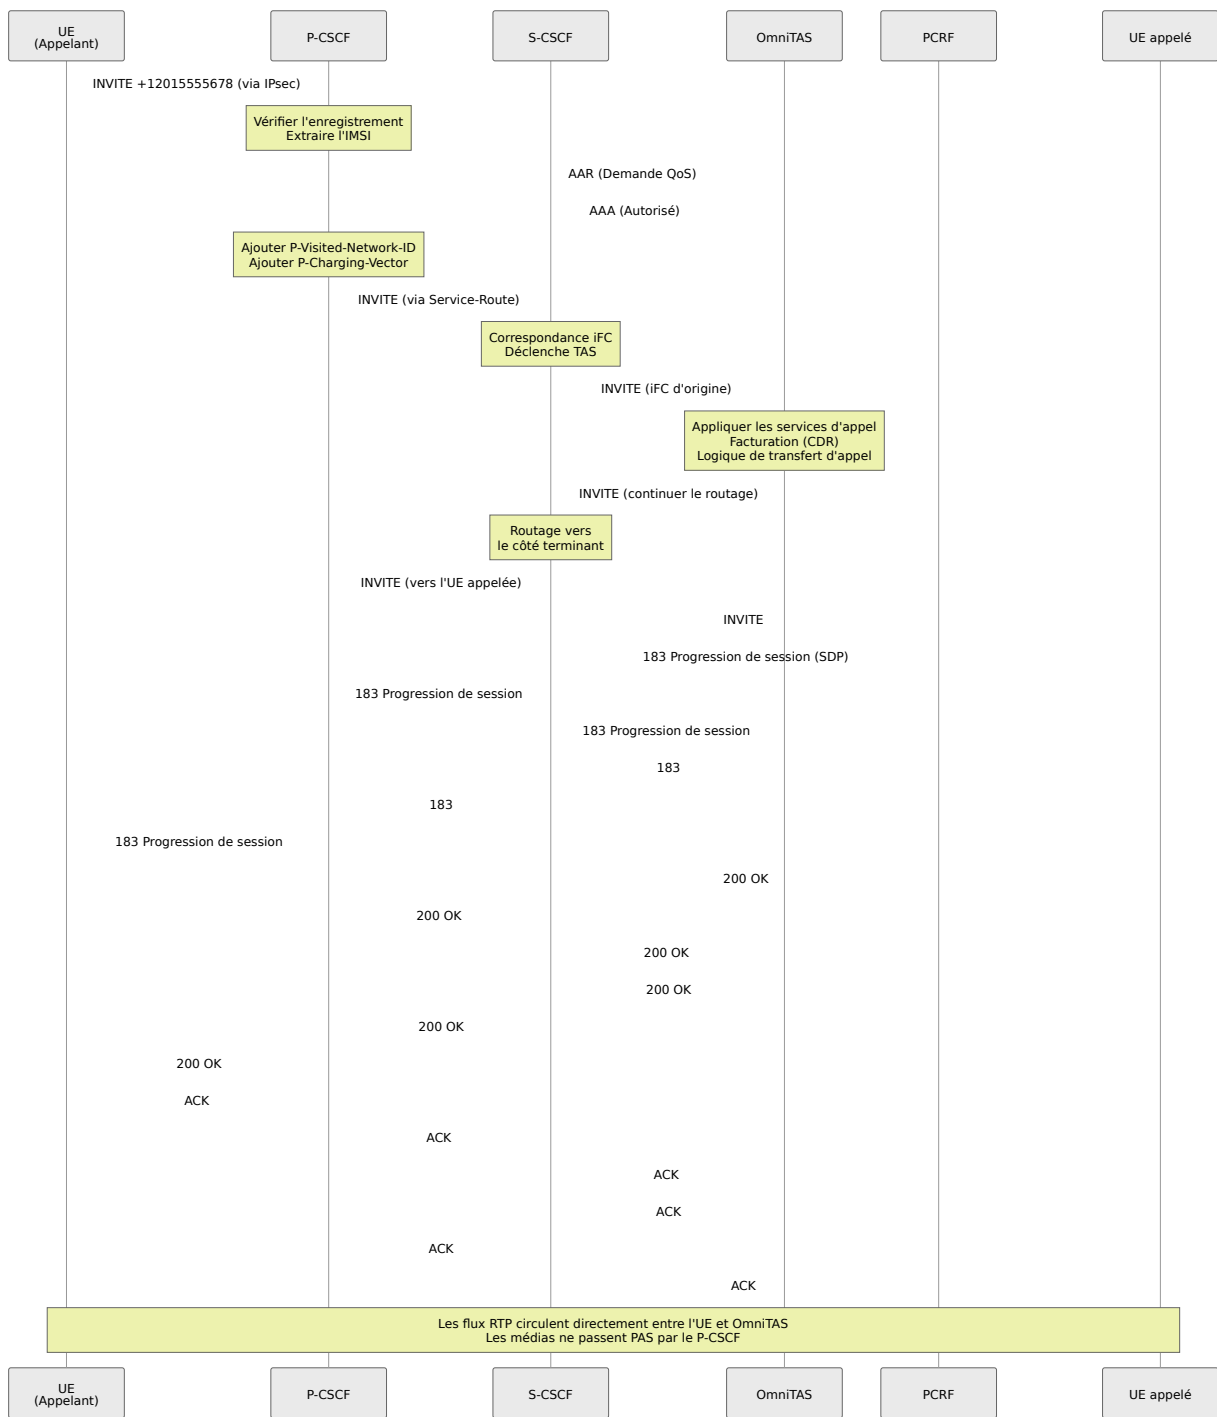 UE
(Appelant)
P-CSCF
S-CSCF
OmniTAS
PCRF
UE appelé
INVITE +12015555678 (via IPsec)
Vérifier l'enregistrement
Extraire l'IMSI
AAR (Demande QoS)
AAA (Autorisé)
Ajouter P-Visited-Network-ID
Ajouter P-Charging-Vector
INVITE (via Service-Route)
Correspondance iFC
Déclenche TAS
INVITE (iFC d'origine)
Appliquer les services d'appel
Facturation (CDR)
Logique de transfert d'appel
INVITE (continuer le routage)
Routage vers
le côté terminant
INVITE (vers l'UE appelée)
INVITE
183 Progression de session (SDP)
183 Progression de session
183 Progression de session
183
183
183 Progression de session
200 OK
200 OK
200 OK
200 OK
200 OK
200 OK
ACK
ACK
ACK
ACK
ACK
ACK
Les flux RTP circulent directement entre l'UE et OmniTAS
Les médias ne passent PAS par le P-CSCF
UE
(Appelant)
P-CSCF
S-CSCF
OmniTAS
PCRF
UE appelé